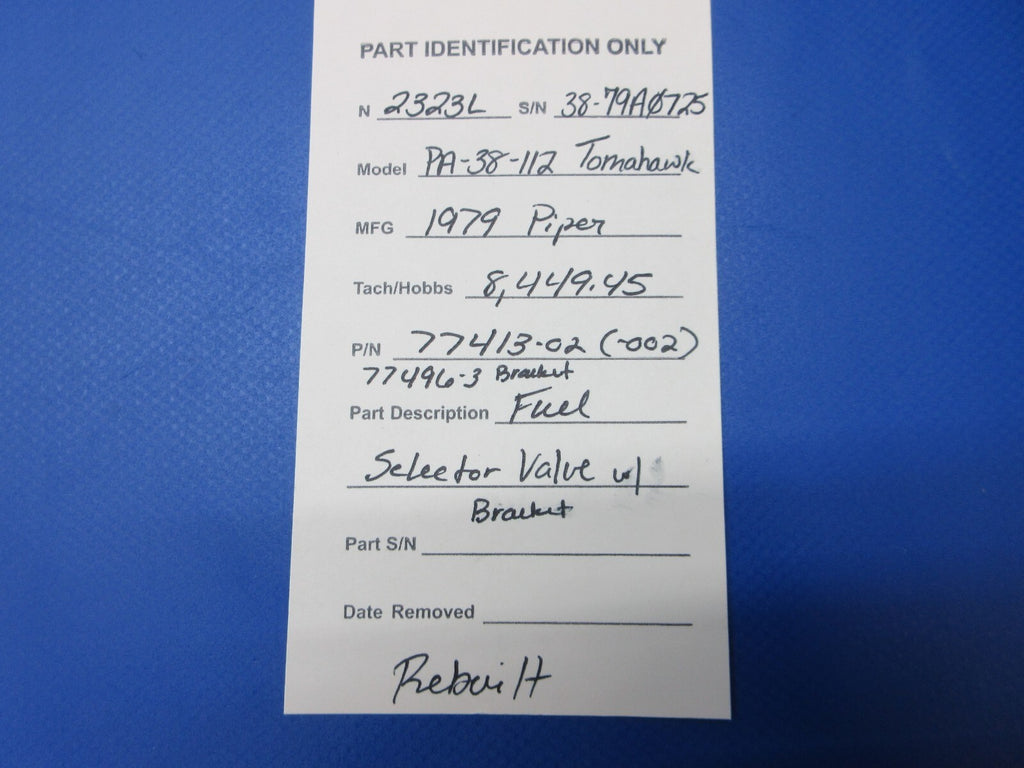 PART IDENTIFICATION ONLY
N 2323L S/N 38-79A0725
Model PA-38-112 Tomahawk
MFG 1979 Piper
Tach/Hobbs 8,449.45
P/N 77413-02 (-002)
77496-3 Bracket
Part Description Fuel
Selector Valve w/
Bracket
Part S/N
Date Removed
Rebuilt